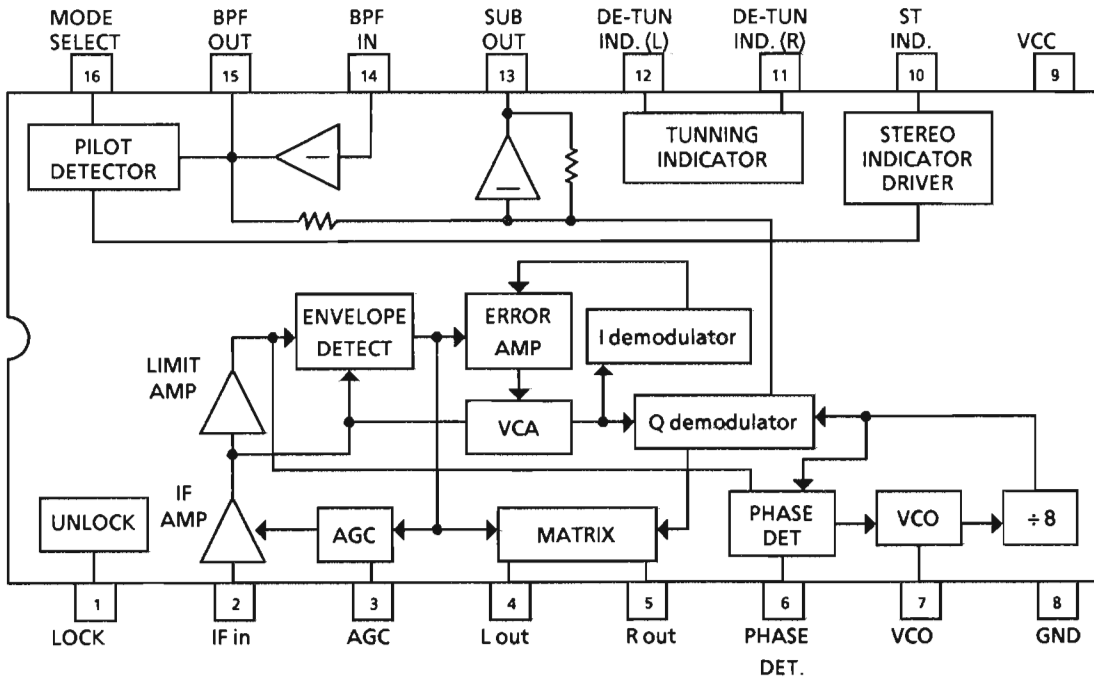 MODE SELECT
BPF OUT
BPF IN
SUB OUT
DE-TUN IND. (L)
DE-TUN IND. (R)
ST IND.
VCC
16
15
14
13
12
11
10
9
PILOT
DETECTOR
TUNNING
INDICATOR
STEREO
INDICATOR
DRIVER
ENVELOPE
DETECT
ERROR
AMP
I demodulator
LIMIT
AMP
VCA
Q demodulator
IF
AMP
UNLOCK
AGC
MATRIX
PHASE
DET
VCO
÷8
1
2
3
4
5
6
7
8
LOCK
IF in
AGC
L out
R out
PHASE
DET.
VCO
GND